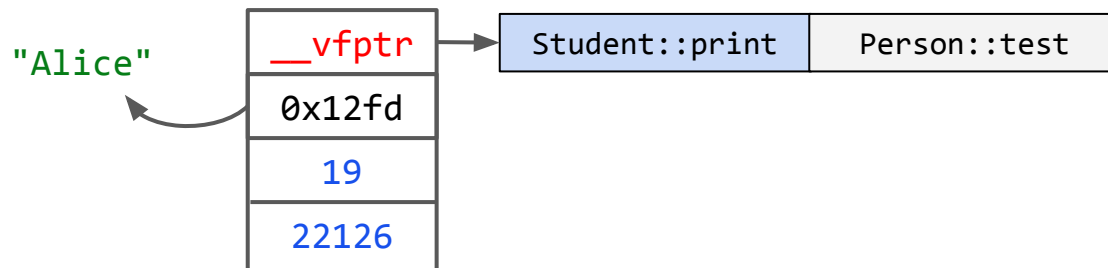 __vfptr
Student::print
Person::test
"Alice"
0x12fd
19
22126